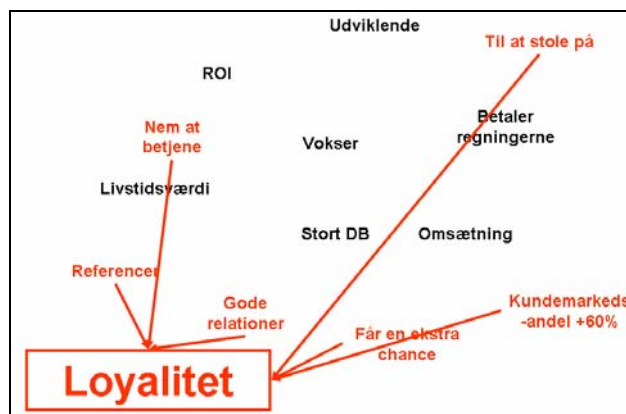 Udviklende
Til at stole på
ROI
Betaler
regningerne
Nem at
betjene
Vokser
Livstidsværdi
Stort DB
Omsætning
Referencer
Gode
relationer
Kundemarkeds
-andel +60%
Får en ekstra
chance
Loyalitet